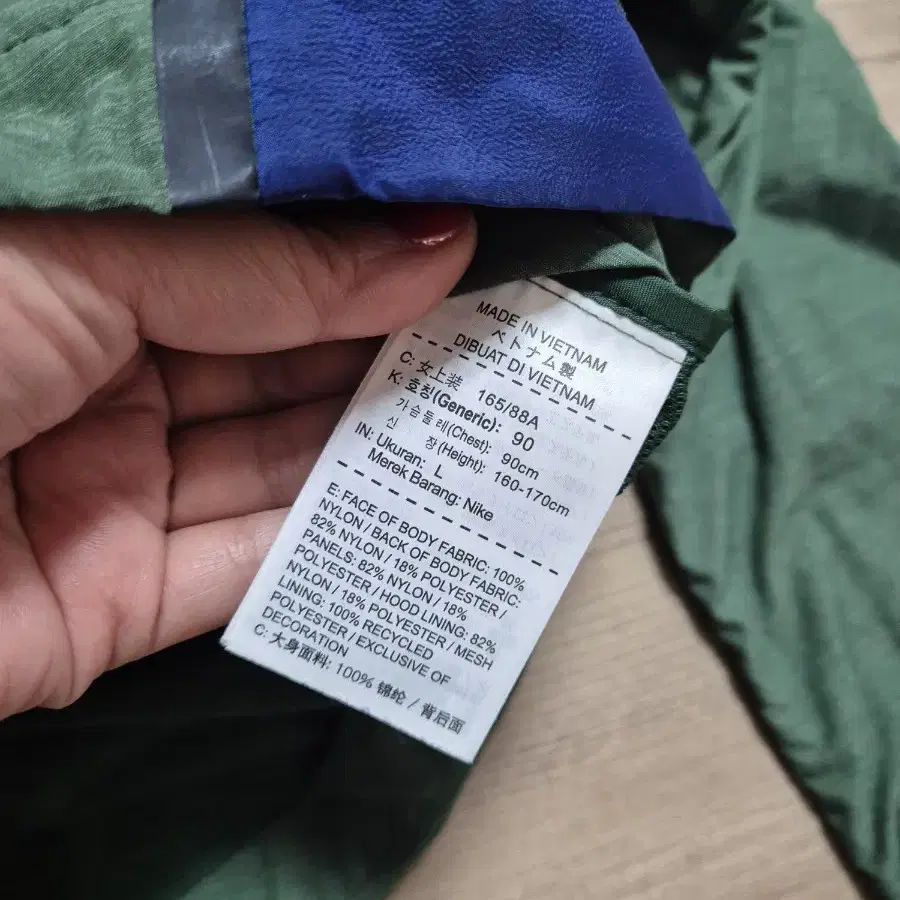 MADE IN VIETNAM
ベトナム製
DIBUAT DI VIETNAM
C: 女上装 165/88A
K: 호칭(Generic): 90
가슴둘레(Chest): 90cm
신 장(Height): 160-170cm
IN: Ukuran: L
Merek Barang: Nike
E: FACE OF BODY FABRIC: 100%
NYLON / BACK OF BODY FABRIC:
82% NYLON / 18% POLYESTER /
PANELS: 82% NYLON / 18%
POLYESTER / HOOD LINING: 82%
NYLON / 18% POLYESTER / MESH
LINING: 100% RECYCLED
POLYESTER / EXCLUSIVE OF
DECORATION
C: 大身面料: 100% 锦纶 / 背后面